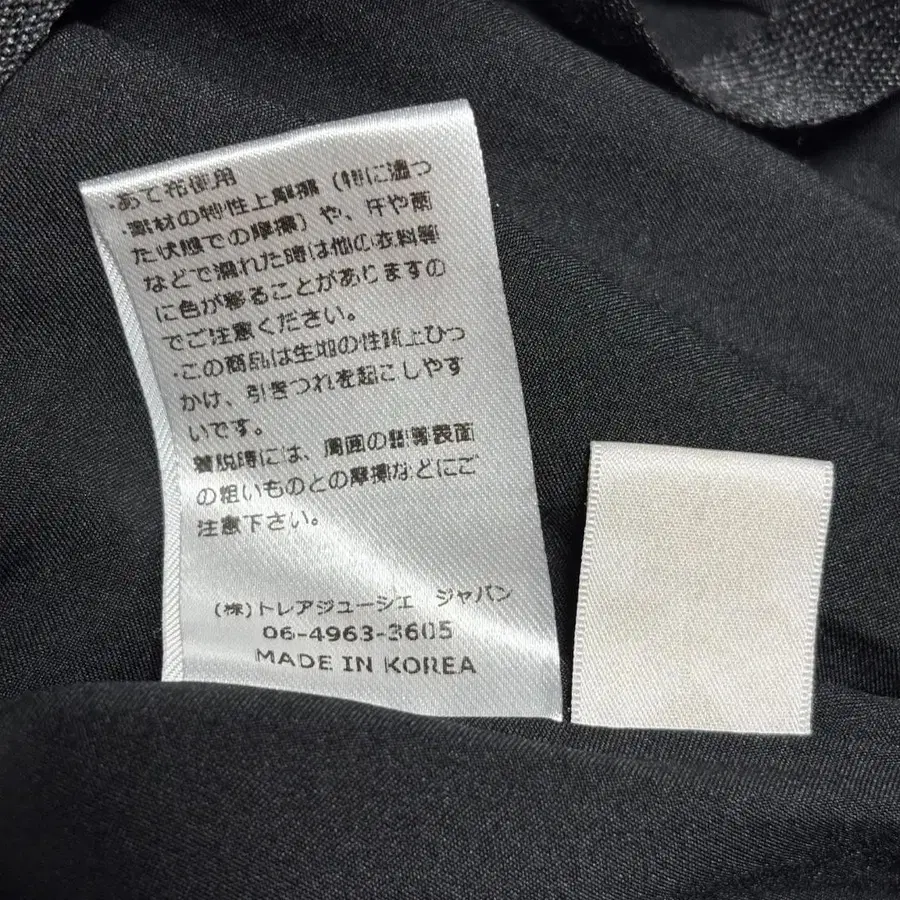 ・あて布使用
・素材の特性上摩擦（特に湿っ
た状態での摩擦）や、汗や雨
などで濡れた時は他の衣料等
に色が移ることがありますの
でご注意ください。
・この商品は生地の性質上ひっ
かけ、引きつれを起こしやす
いです。
着脱時には、周囲の鋭利等表面
の粗いものとの摩擦などにご
注意下さい。
(株)トレアジューシエ ジャパン
06-4963-3605
MADE IN KOREA